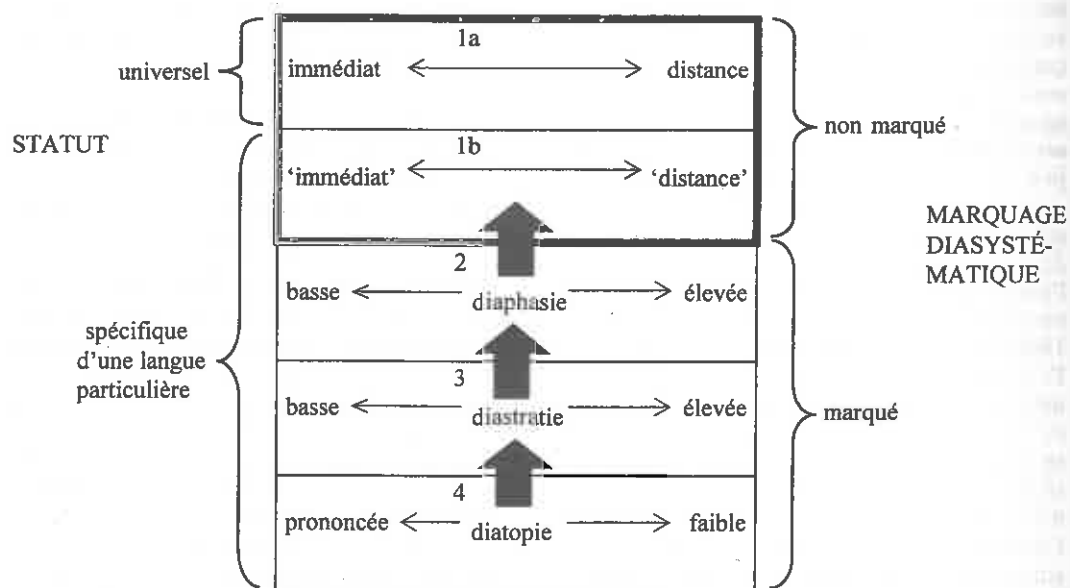 1a
universel
immédiat
distance
non marqué
STATUT
1b
‘immédiat’
‘distance’
MARQUAGE
DIASYSTÉ-
MATIQUE
2
basse
diaphasie
élevée
spécifique
d’une langue
particulière
3
basse
diastratie
élevée
marqué
4
prononcée
diatopie
faible